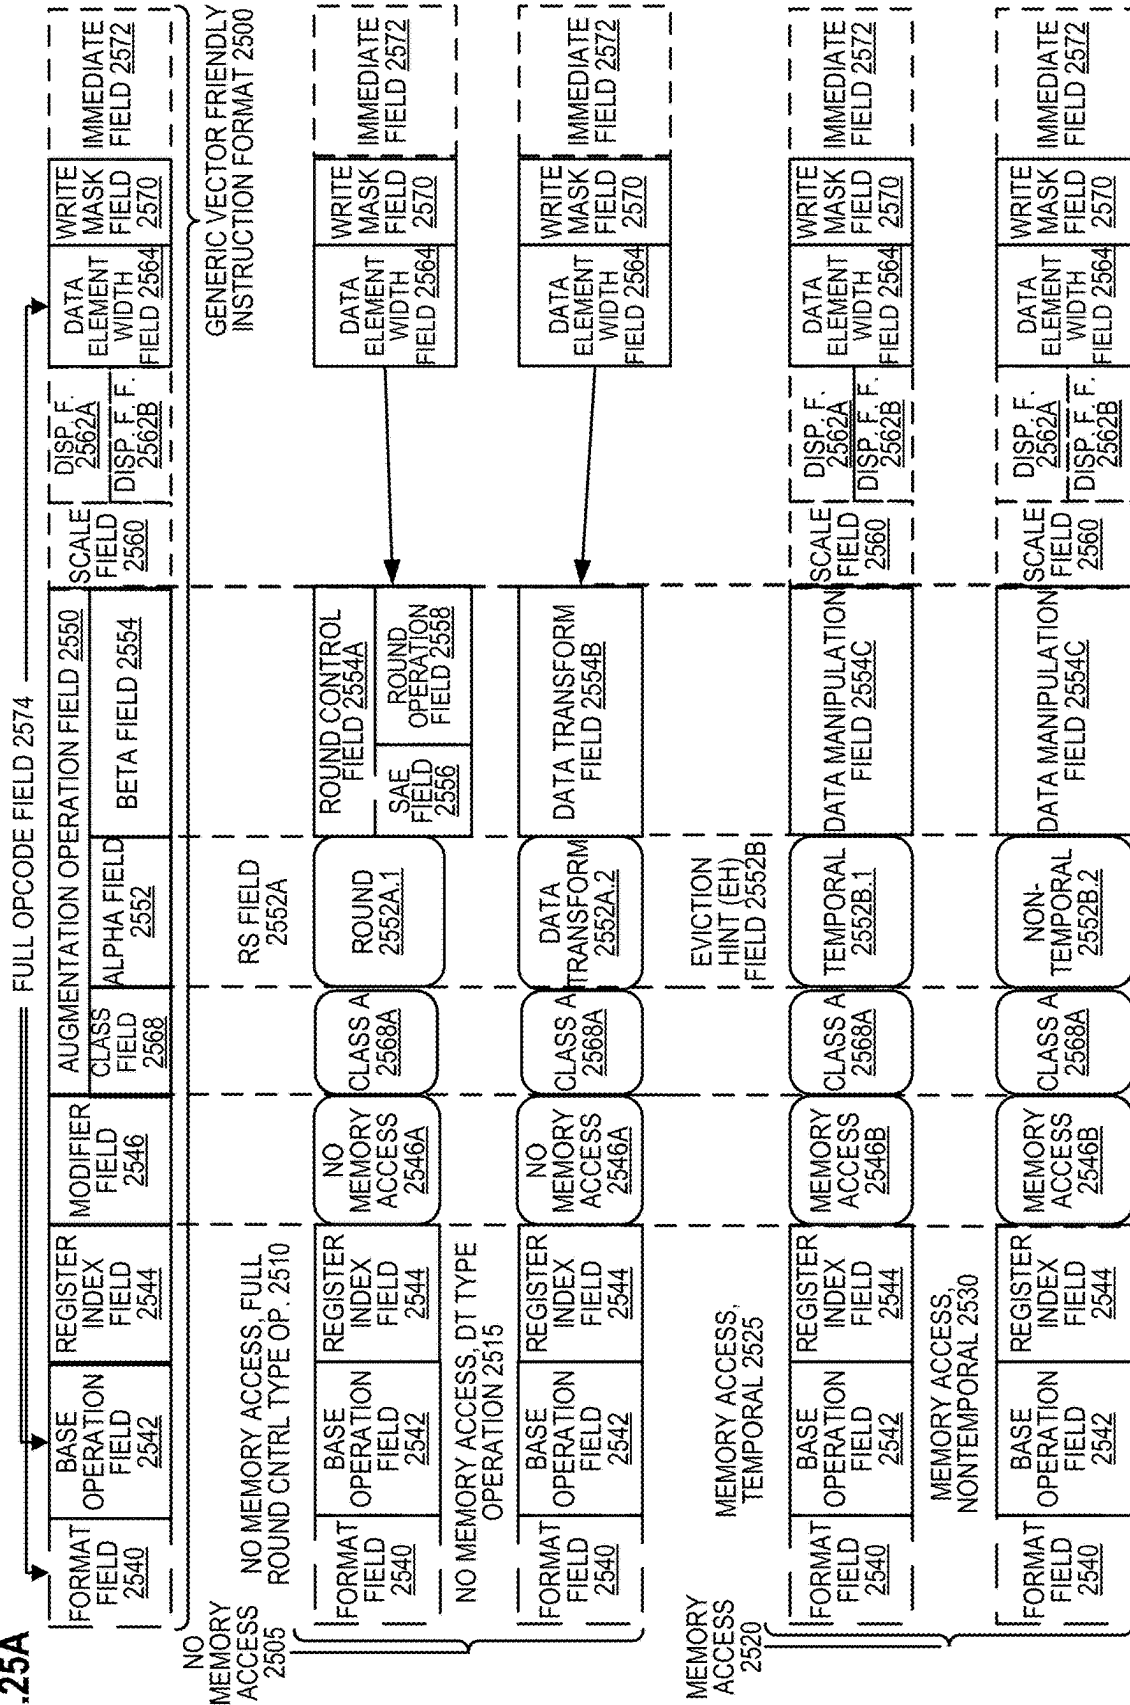 .25A
FULL OPCODE FIELD 2574
FORMAT
FIELD
2540
BASE
OPERATION
FIELD
2542
REGISTER
INDEX
FIELD
2544
MODIFIER
FIELD
2546
AUGMENTATION OPERATION FIELD 2550
CLASS
FIELD
2568
ALPHA FIELD
2552
BETA FIELD 2554
SCALE
FIELD
2560
DISP. F.
2562A
DISP. F. F.
2562B
DATA
ELEMENT
WIDTH
FIELD 2564
WRITE
MASK
FIELD
2570
IMMEDIATE
FIELD 2572
GENERIC VECTOR FRIENDLY
INSTRUCTION FORMAT 2500
NO
MEMORY
ACCESS
2505
NO MEMORY ACCESS, FULL
ROUND CNTRL TYPE OP. 2510
RS FIELD
2552A
FORMAT
FIELD
2540
BASE
OPERATION
FIELD
2542
REGISTER
INDEX
FIELD
2544
NO
MEMORY
ACCESS
2546A
CLASS A
2568A
ROUND
2552A.1
ROUND CONTROL
FIELD 2554A
SAE
FIELD
2556
ROUND
OPERATION
FIELD 2558
DATA
ELEMENT
WIDTH
FIELD 2564
WRITE
MASK
FIELD
2570
IMMEDIATE
FIELD 2572
NO MEMORY ACCESS, DT TYPE
OPERATION 2515
FORMAT
FIELD
2540
BASE
OPERATION
FIELD
2542
REGISTER
INDEX
FIELD
2544
NO
MEMORY
ACCESS
2546A
CLASS A
2568A
DATA
TRANSFORM
2552A.2
DATA TRANSFORM
FIELD 2554B
DATA
ELEMENT
WIDTH
FIELD 2564
WRITE
MASK
FIELD
2570
IMMEDIATE
FIELD 2572
MEMORY
ACCESS
2520
MEMORY ACCESS,
TEMPORAL 2525
EVICTION
HINT (EH)
FIELD 2552B
FORMAT
FIELD
2540
BASE
OPERATION
FIELD
2542
REGISTER
INDEX
FIELD
2544
MEMORY
ACCESS
2546B
CLASS A
2568A
TEMPORAL
2552B.1
DATA MANIPULATION
FIELD 2554C
SCALE
FIELD
2560
DISP. F.
2562A
DISP. F. F.
2562B
DATA
ELEMENT
WIDTH
FIELD 2564
WRITE
MASK
FIELD
2570
IMMEDIATE
FIELD 2572
MEMORY ACCESS,
NONTEMPORAL 2530
FORMAT
FIELD
2540
BASE
OPERATION
FIELD
2542
REGISTER
INDEX
FIELD
2544
MEMORY
ACCESS
2546B
CLASS A
2568A
NON-
TEMPORAL
2552B.2
DATA MANIPULATION
FIELD 2554C
SCALE
FIELD
2560
DISP. F.
2562A
DISP. F. F.
2562B
DATA
ELEMENT
WIDTH
FIELD 2564
WRITE
MASK
FIELD
2570
IMMEDIATE
FIELD 2572